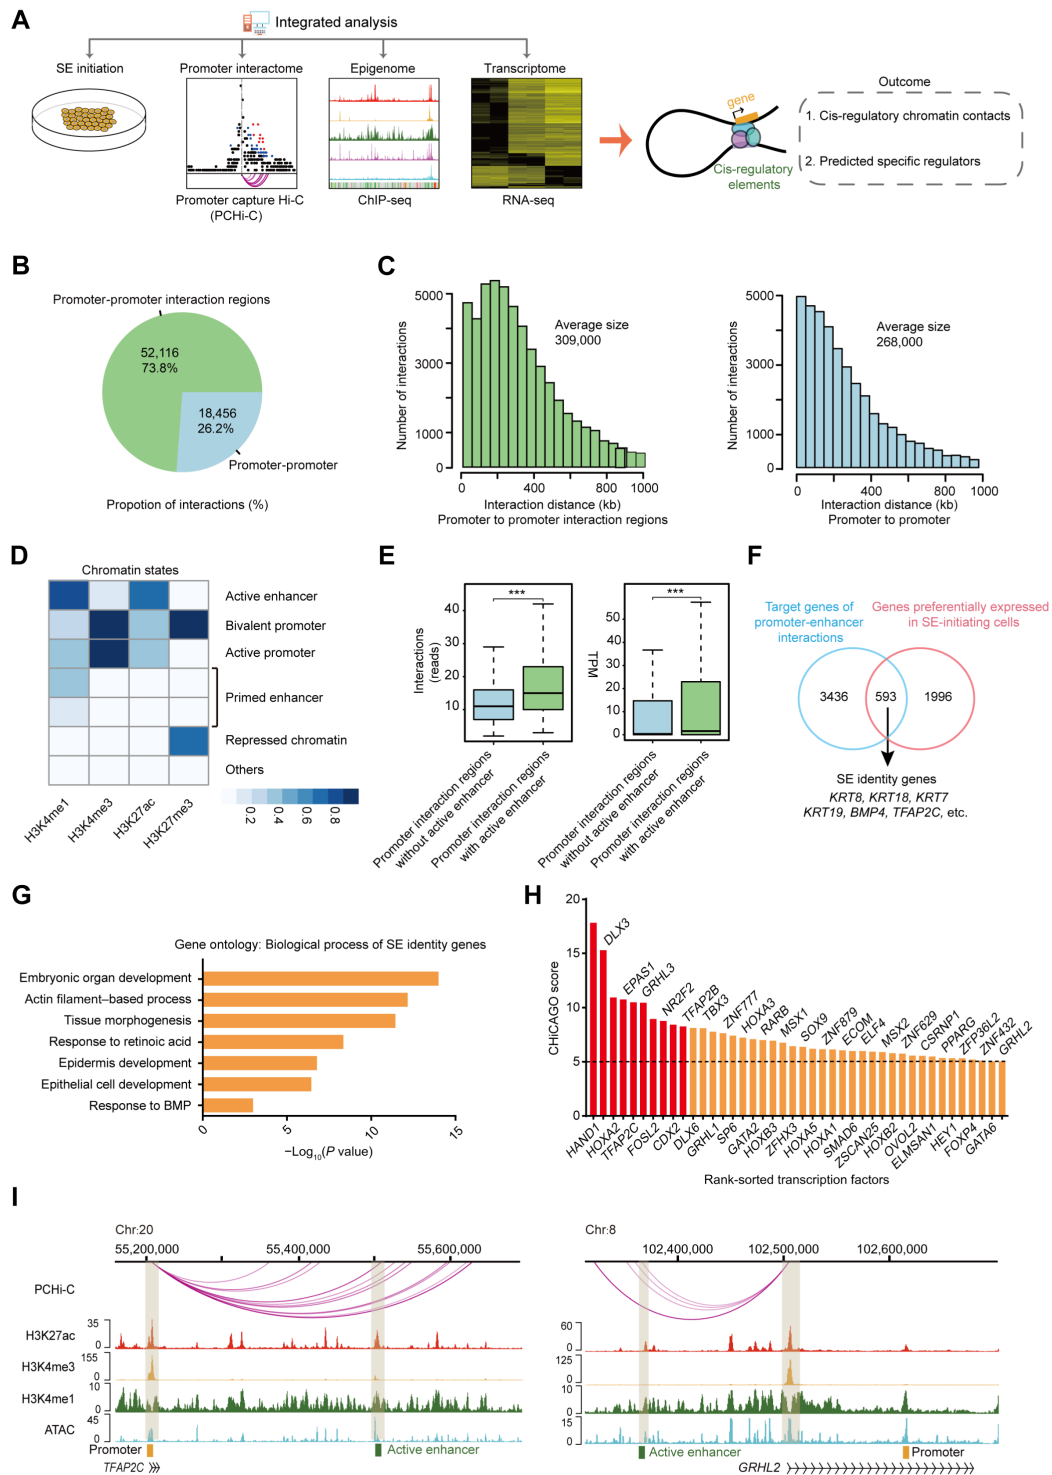 A
Integrated analysis
SE initiation
Promoter interactome
Epigenome
Transcriptome
Promoter capture Hi-C
(PCHi-C)
ChIP-seq
RNA-seq
gene
Cis-regulatory
elements
Outcome
1. Cis-regulatory chromatin contacts
2. Predicted specific regulators
B
Promoter-promoter interaction regions
52,116
73.8%
18,456
26.2%
Promoter-promoter
Propotion of interactions (%)
C
Number of interactions
5000
3000
1000
0
Average size
309,000
0
400
800
1000
Interaction distance (kb)
Promoter to promoter interaction regions
Number of interactions
5000
3000
1000
0
Average size
268,000
0
400
800
1000
Interaction distance (kb)
Promoter to promoter
D
Chromatin states
Active enhancer
Bivalent promoter
Active promoter
Primed enhancer
Repressed chromatin
Others
H3K4me1
H3K4me3
H3K27ac
H3K27me3
0.2
0.4
0.6
0.8
E
Interactions
(reads)
40
30
20
10
***
Promoter interaction regions
without active enhancer
Promoter interaction regions
with active enhancer
TPM
50
40
30
20
10
0
***
Promoter interaction regions
without active enhancer
Promoter interaction regions
with active enhancer
F
Target genes of
promoter-enhancer
interactions
Genes preferentially expressed
in SE-initiating cells
3436
593
1996
SE identity genes
KRT8, KRT18, KRT7
KRT19, BMP4, TFAP2C, etc.
G
Gene ontology: Biological process of SE identity genes
Embryonic organ development
Actin filament–based process
Tissue morphogenesis
Response to retinoic acid
Epidermis development
Epithelial cell development
Response to BMP
0
5
10
15
−Log10(P value)
H
CHiCAGO score
20
15
10
5
0
DLX3
EPAS1
GRHL3
NR2F2
TFAP2B
TBX3
ZNF777
HOXA3
RARB
MSX1
SOX9
ZNF879
ECOM
ELF4
MSX2
ZNF629
CSRNP1
PPARG
ZFP36L2
ZNF432
GRHL2
HAND1
HOXA2
TFAP2C
FOSL2
CDX2
DLX6
GRHL1
SP6
GATA2
HOXB3
ZFHX3
HOXA5
HOXA1
SMAD6
ZSCAN25
HOXB2
OVOL2
ELMSAN1
HEY1
FOXP4
GATA6
Rank-sorted transcription factors
I
Chr:20
55,200,000
55,400,000
55,600,000
PCHi-C
H3K27ac
35
0
H3K4me3
155
0
H3K4me1
10
0
ATAC
45
0
Promoter
Active enhancer
TFAP2C
Chr:8
102,400,000
102,500,000
102,600,000
60
0
125
0
10
0
15
0
Active enhancer
Promoter
GRHL2